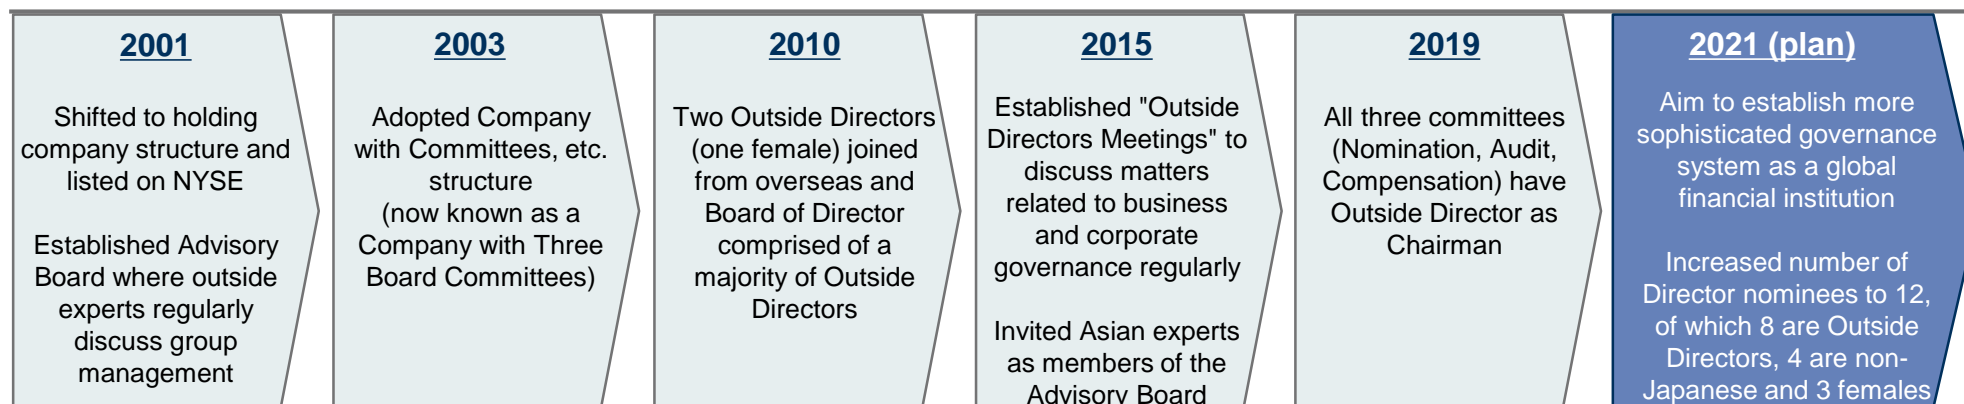 2001
Shifted to holding
company structure and
listed on NYSE
Established Advisory
Board where outside
experts regularly
discuss group
management
2003
Adopted Company
with Committees, etc.
structure
(now known as a
Company with Three
Board Committees)
2010
Two Outside Directors
(one female) joined
from overseas and
Board of Director
comprised of a
majority of Outside
Directors
2015
Established "Outside
Directors Meetings" to
discuss matters
related to business
and corporate
governance regularly
Invited Asian experts
as members of the
Advisory Board
2019
All three committees
(Nomination, Audit,
Compensation) have
Outside Director as
Chairman
2021 (plan)
Aim to establish more
sophisticated governance
system as a global
financial institution
Increased number of
Director nominees to 12,
of which 8 are Outside
Directors, 4 are non-
Japanese and 3 females